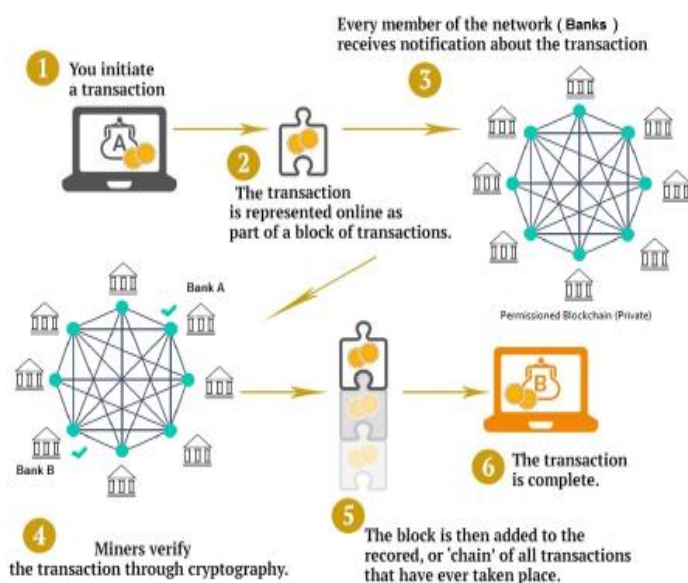 1
You initiate
a transaction
A
2
The transaction
is represented online as
part of a block of transactions.
Every member of the network ( Banks )
receives notification about the transaction
3
Permissioned Blockchain (Private)
Bank A
Bank B
4
Miners verify
the transaction through cryptography.
5
The block is then added to the
recored, or 'chain' of all transactions
that have ever taken place.
B
6
The transaction
is complete.